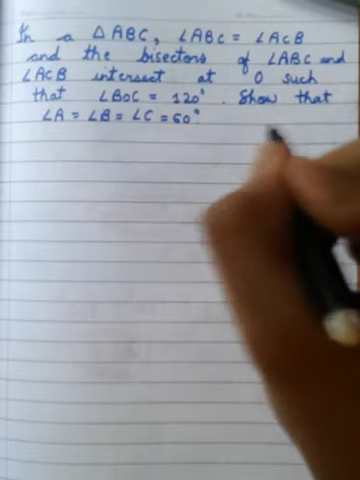 In a △ABC, ∠ABC = ∠ACB
and the bisectors of ∠ABC and
∠ACB intersect at O such
that ∠BOC = 120°. Show that
∠A = ∠B = ∠C = 60°.